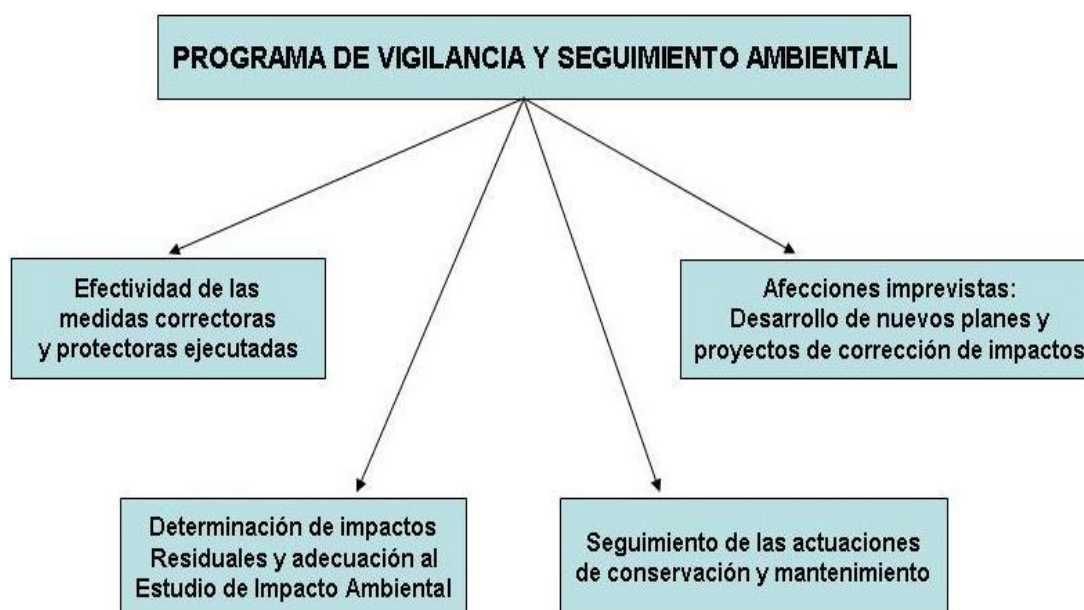 PROGRAMA DE VIGILANCIA Y SEGUIMIENTO AMBIENTAL
Efectividad de las
medidas correctoras
y protectoras ejecutadas
Afecciones imprevistas:
Desarrollo de nuevos planes y
proyectos de corrección de impactos
Determinación de impactos
Residuales y adecuación al
Estudio de Impacto Ambiental
Seguimiento de las actuaciones
de conservación y mantenimiento